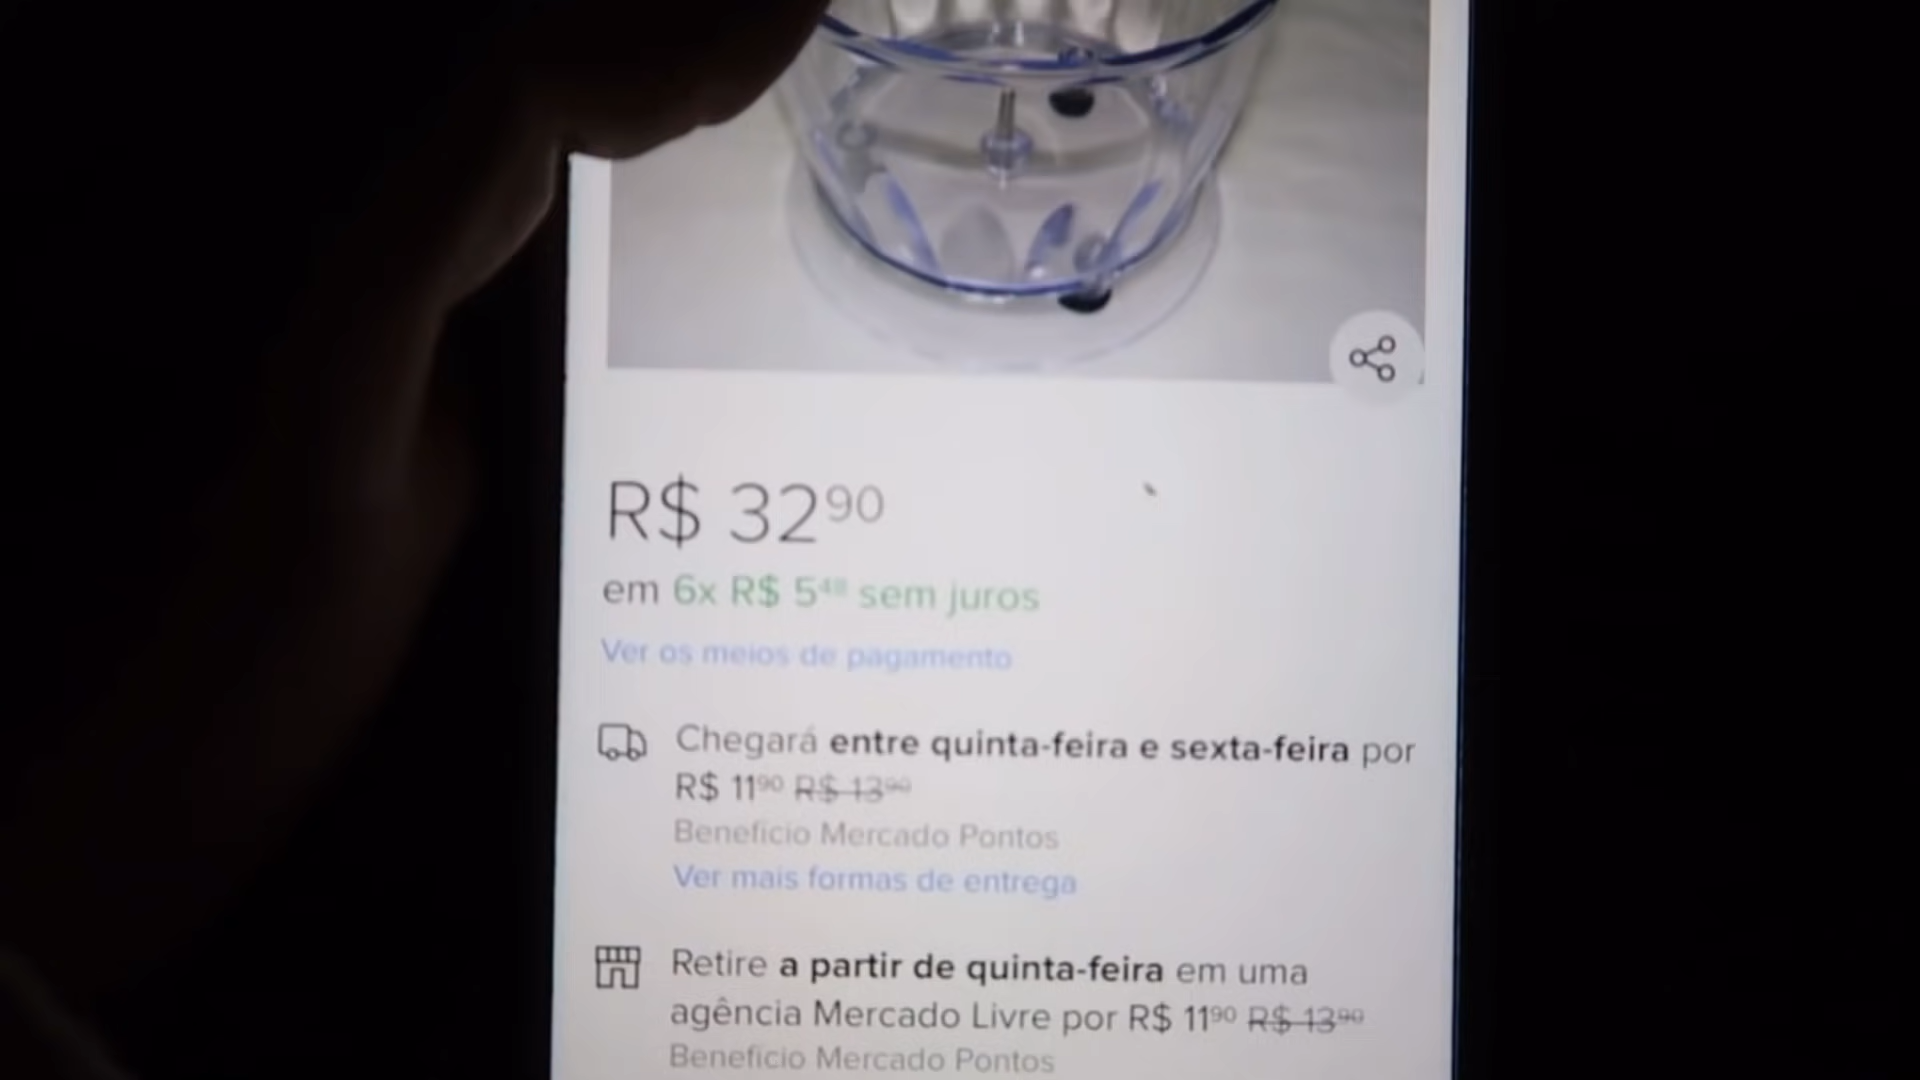 R$ 32⁹⁰
em 6x R$ 5⁴⁸ sem juros
Ver os meios de pagamento
Chegará entre quinta-feira e sexta-feira por
R$ 11⁹⁰ R$ 13⁹⁰
Benefício Mercado Pontos
Ver mais formas de entrega
Retire a partir de quinta-feira em uma
agência Mercado Livre por R$ 11⁹⁰ R$ 13⁹⁰
Benefício Mercado Pontos